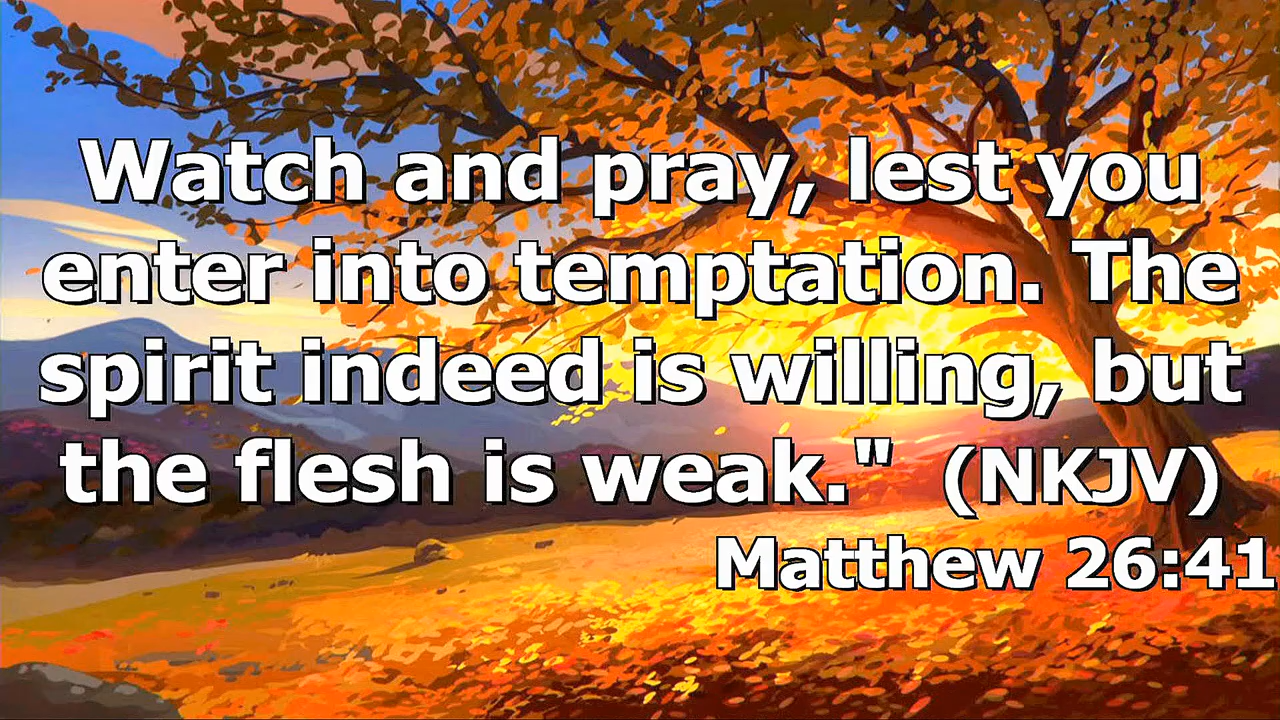 Watch and pray, lest you
enter into temptation. The
spirit indeed is willing, but
the flesh is weak." (NKJV)
Matthew 26:41